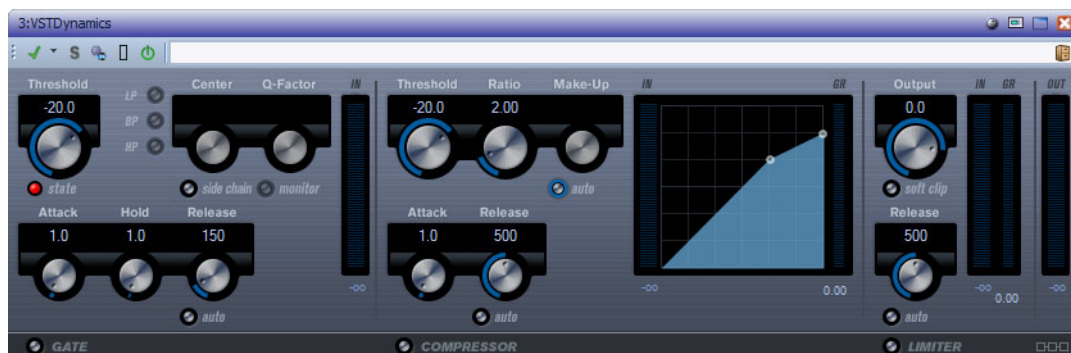 3:VSTDynamics
S
Threshold
-20.0
LP
BP
HP
Center Q-Factor
IN
state
side chain
monitor
Attack Hold Release
1.0 1.0 150
auto
-∞
GATE
Threshold Ratio Make-Up
-20.0 2.00
auto
Attack Release
1.0 500
auto
IN
GR
-∞
0.00
COMPRESSOR
Output
0.0
soft clip
Release
500
auto
IN GR
-∞
0.00
LIMITER
OUT
-∞